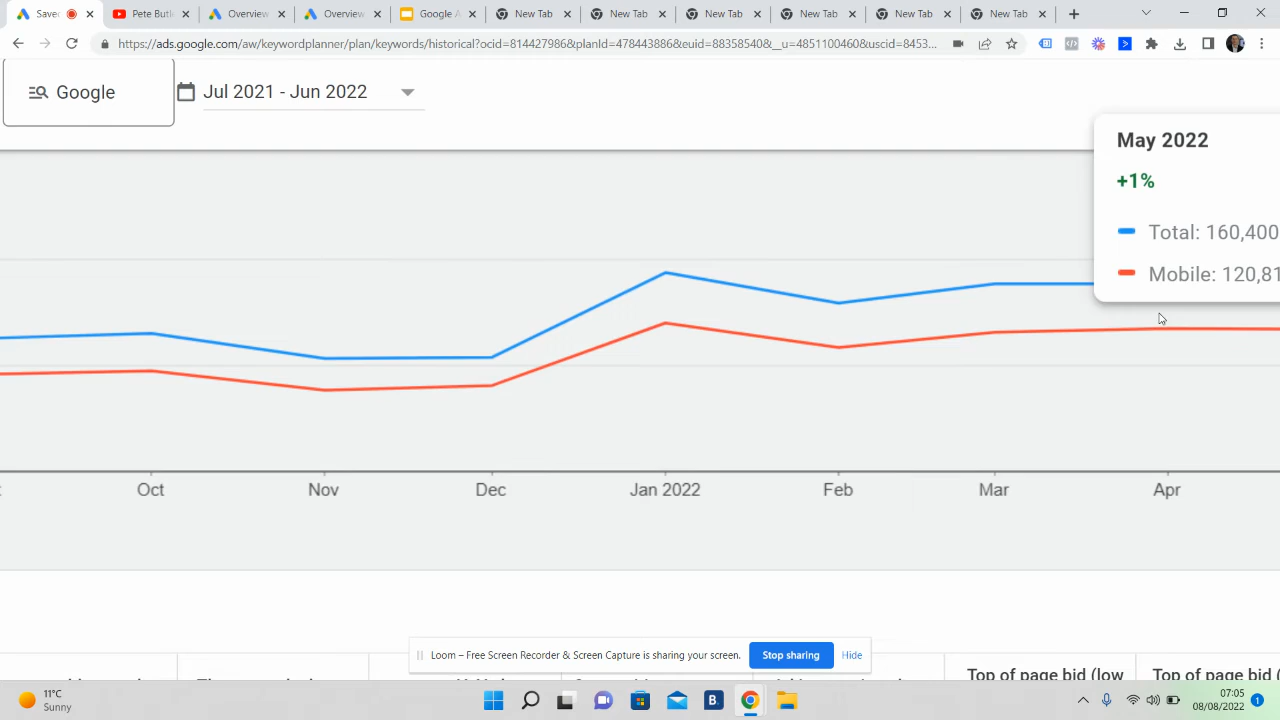 Saved
Pete Butl
Overview
Overview
Google A
New Tab
New Tab
New Tab
New Tab
New Tab
New Tab
https://ads.google.com/aw/keywordplanner/plan/keywords/historical?ocid=814427986&planId=478443886&euid=88358540&__u=4851100460&uscid=8453...
Google
Jul 2021 - Jun 2022
May 2022
+1%
Total: 160,400
Mobile: 120,81
Oct
Nov
Dec
Jan 2022
Feb
Mar
Apr
Loom – Free Screen Recorder & Screen Capture is sharing your screen.
Stop sharing
Hide
Top of page bid (low
Top of page bid (
11°C
Sunny
B.
07:05
08/08/2022
1